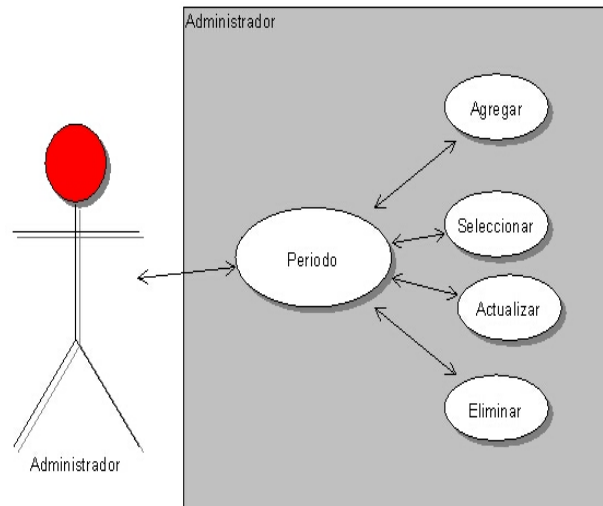 Administrador
Agregar
Seleccionar
Periodo
Actualizar
Eliminar
Administrador